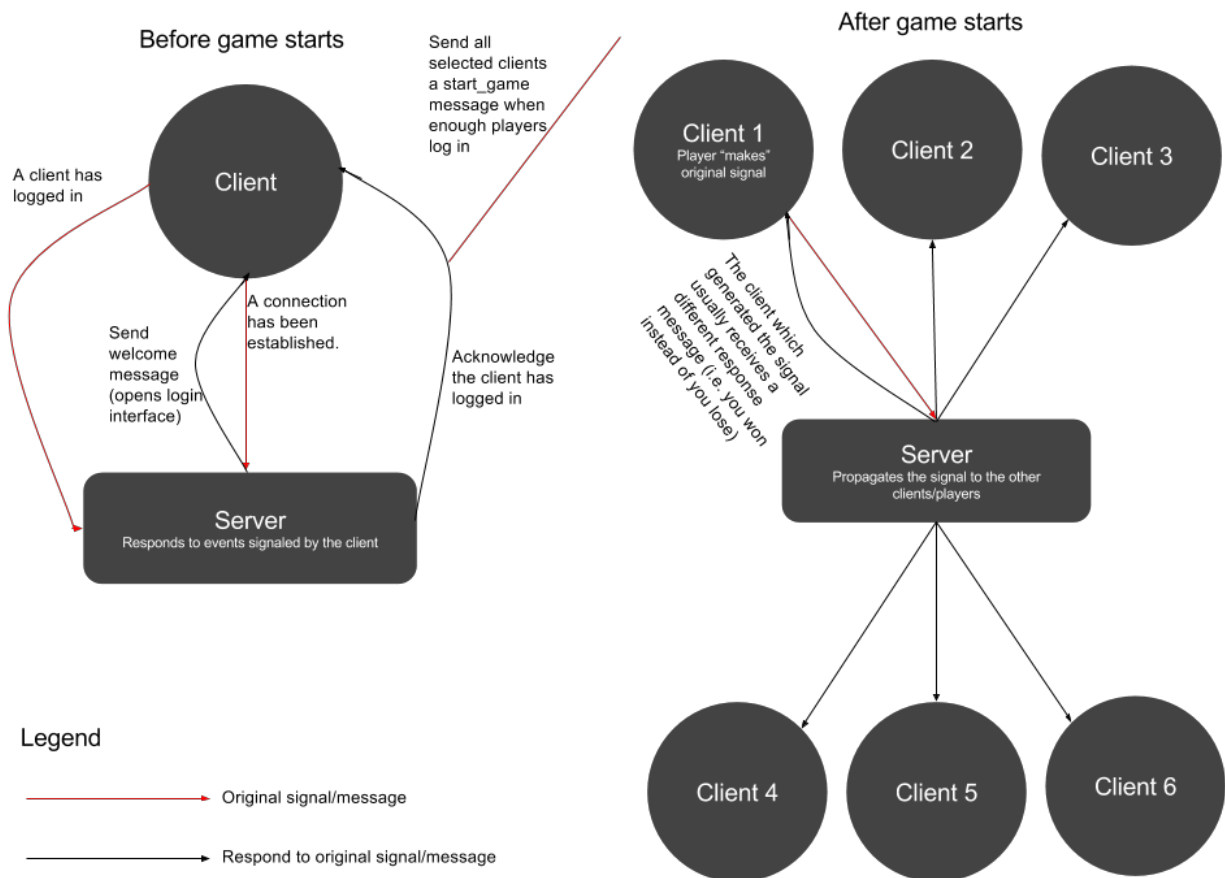 Before game starts
Send all
selected clients
a start_game
message when
enough players
log in
Client
A client has
logged in
A connection
has been
established.
Send
welcome
message
(opens login
interface)
Acknowledge
the client has
logged in
Server
Responds to events signaled by the client
Legend
Original signal/message
Respond to original signal/message
After game starts
Client 1
Player “makes”
original signal
Client 2
Client 3
The client which
generated the signal
usually receives a
different response
message (i.e. you won
instead of you lose)
Server
Propagates the signal to the other
clients/players
Client 4
Client 5
Client 6